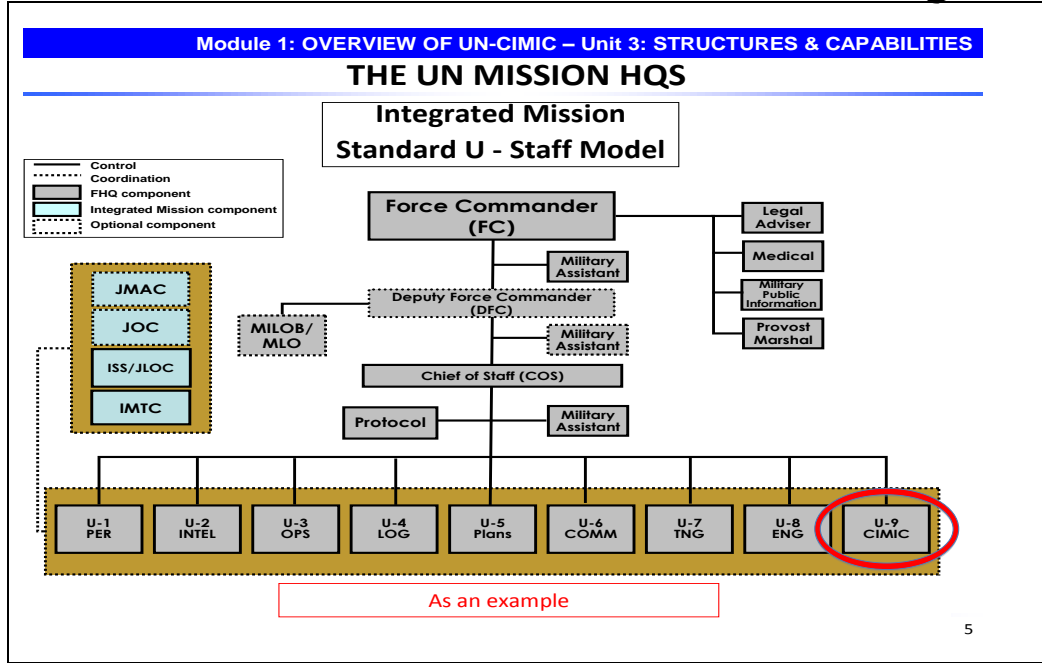 Module 1: OVERVIEW OF UN-CIMIC – Unit 3: STRUCTURES & CAPABILITIES
THE UN MISSION HQS
Integrated Mission
Standard U - Staff Model
Control
Coordination
FHQ component
Integrated Mission component
Optional component
Force Commander
(FC)
Legal
Adviser
Medical
Military
Public
Information
Provost
Marshal
Military
Assistant
Deputy Force Commander
(DFC)
MILOB/
MLO
Military
Assistant
Chief of Staff (COS)
Protocol
Military
Assistant
JMAC
JOC
ISS/JLOC
IMTC
U-1
PER
U-2
INTEL
U-3
OPS
U-4
LOG
U-5
Plans
U-6
COMM
U-7
TNG
U-8
ENG
U-9
CIMIC
As an example
5